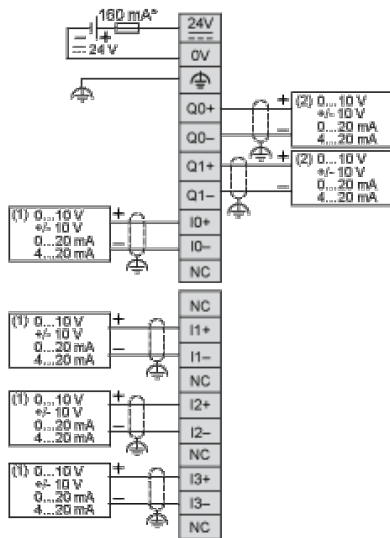 160 mA*
24V
24 V
0V
Q0+
(2) 0...10 V
+/- 10 V
0...20 mA
4...20 mA
Q0–
Q1+
(2) 0...10 V
+/- 10 V
0...20 mA
4...20 mA
Q1–
(1) 0...10 V
+/- 10 V
0...20 mA
4...20 mA
I0+
I0–
NC
NC
(1) 0...10 V
+/- 10 V
0...20 mA
4...20 mA
I1+
I1–
NC
(1) 0...10 V
+/- 10 V
0...20 mA
4...20 mA
I2+
I2–
NC
(1) 0...10 V
+/- 10 V
0...20 mA
4...20 mA
I3+
I3–
NC